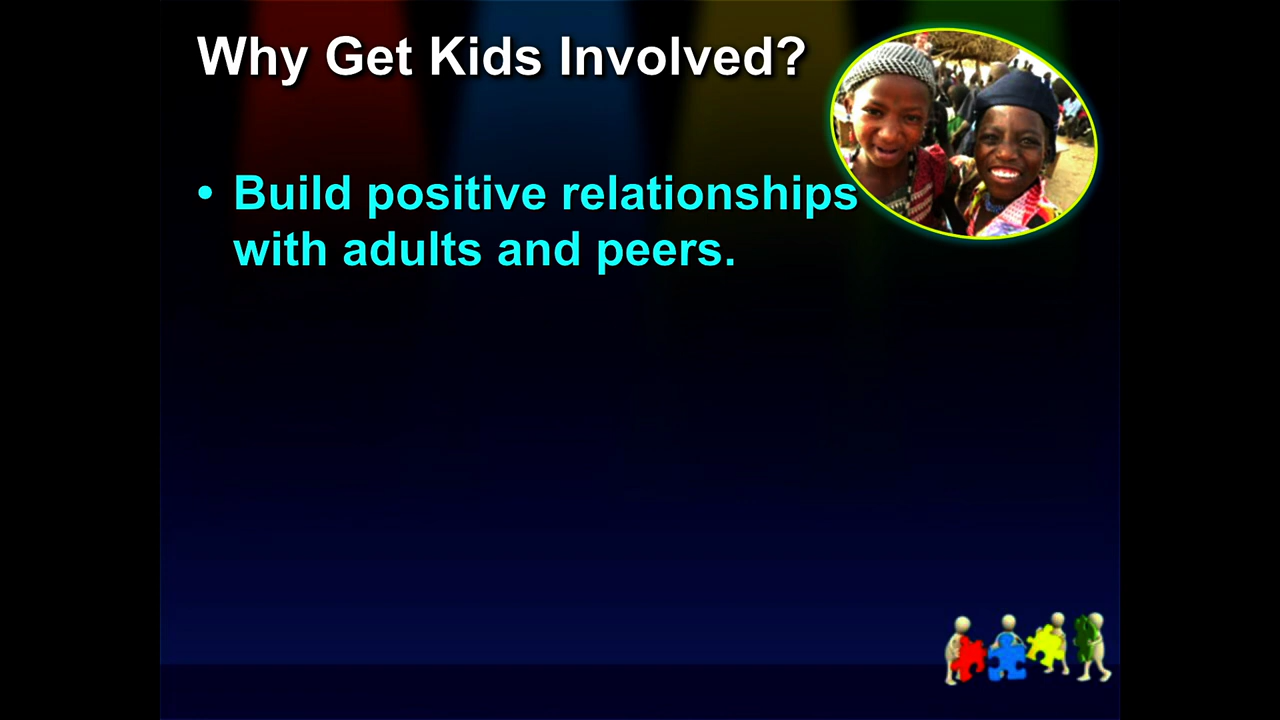 Why Get Kids Involved?
• Build positive relationships
with adults and peers.